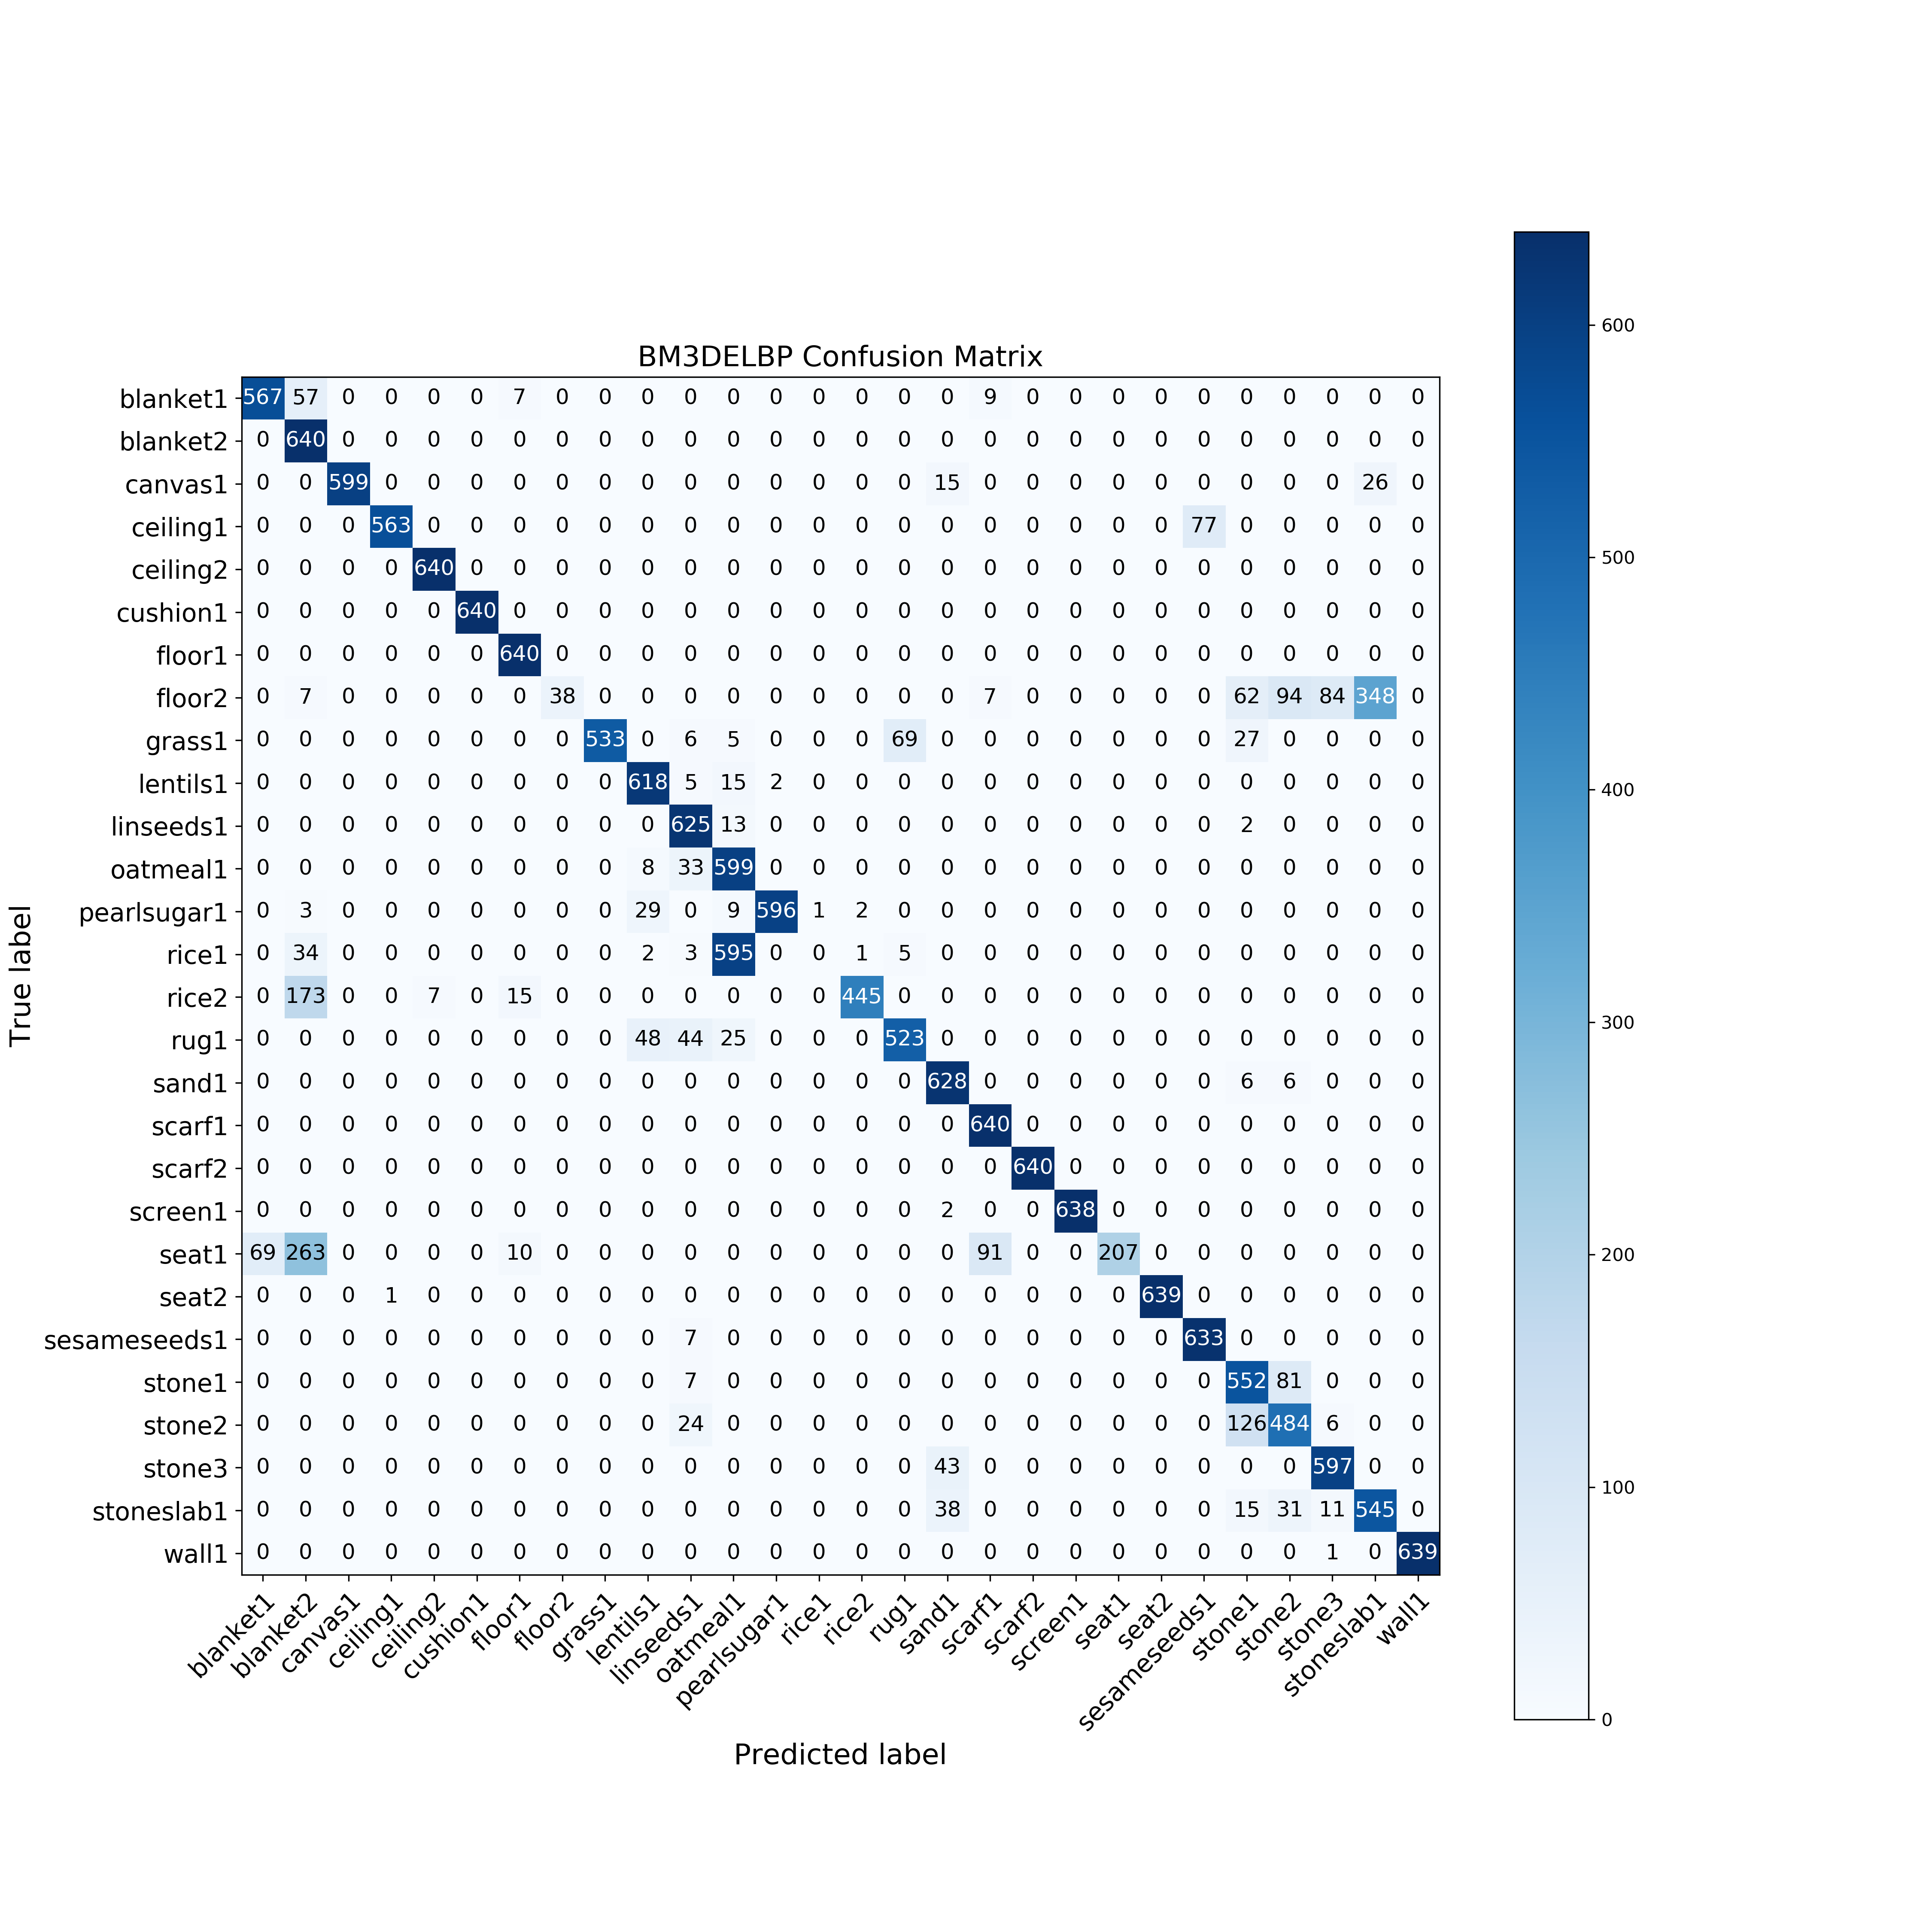 BM3DELBP Confusion Matrix
True label
blanket1 567 57 0 0 0 0 7 0 0 0 0 0 0 0 0 0 0 9 0 0 0 0 0 0 0 0 0 0
blanket2 0 640 0 0 0 0 0 0 0 0 0 0 0 0 0 0 0 0 0 0 0 0 0 0 0 0 0 0
canvas1 0 0 599 0 0 0 0 0 0 0 0 0 0 0 0 0 15 0 0 0 0 0 0 0 0 0 26 0
ceiling1 0 0 0 563 0 0 0 0 0 0 0 0 0 0 0 0 0 0 0 0 0 0 77 0 0 0 0 0
ceiling2 0 0 0 0 640 0 0 0 0 0 0 0 0 0 0 0 0 0 0 0 0 0 0 0 0 0 0 0
cushion1 0 0 0 0 0 640 0 0 0 0 0 0 0 0 0 0 0 0 0 0 0 0 0 0 0 0 0 0
floor1 0 0 0 0 0 0 640 0 0 0 0 0 0 0 0 0 0 0 0 0 0 0 0 0 0 0 0 0
floor2 0 7 0 0 0 0 0 38 0 0 0 0 0 0 0 0 0 7 0 0 0 0 0 62 94 84 348 0
grass1 0 0 0 0 0 0 0 0 533 0 6 5 0 0 0 69 0 0 0 0 0 0 0 27 0 0 0 0
lentils1 0 0 0 0 0 0 0 0 0 618 5 15 2 0 0 0 0 0 0 0 0 0 0 0 0 0 0 0
linseeds1 0 0 0 0 0 0 0 0 0 0 625 13 0 0 0 0 0 0 0 0 0 0 0 2 0 0 0 0
oatmeal1 0 0 0 0 0 0 0 0 0 8 33 599 0 0 0 0 0 0 0 0 0 0 0 0 0 0 0 0
pearlsugar1 0 3 0 0 0 0 0 0 0 29 0 9 596 1 2 0 0 0 0 0 0 0 0 0 0 0 0 0
rice1 0 34 0 0 0 0 0 0 0 2 3 595 0 0 1 5 0 0 0 0 0 0 0 0 0 0 0 0
rice2 0 173 0 0 7 0 15 0 0 0 0 0 0 0 445 0 0 0 0 0 0 0 0 0 0 0 0 0
rug1 0 0 0 0 0 0 0 0 0 48 44 25 0 0 0 523 0 0 0 0 0 0 0 0 0 0 0 0
sand1 0 0 0 0 0 0 0 0 0 0 0 0 0 0 0 0 628 0 0 0 0 0 0 6 6 0 0 0
scarf1 0 0 0 0 0 0 0 0 0 0 0 0 0 0 0 0 0 640 0 0 0 0 0 0 0 0 0 0
scarf2 0 0 0 0 0 0 0 0 0 0 0 0 0 0 0 0 0 0 640 0 0 0 0 0 0 0 0 0
screen1 0 0 0 0 0 0 0 0 0 0 0 0 0 0 0 0 2 0 0 638 0 0 0 0 0 0 0 0
seat1 69 263 0 0 0 0 10 0 0 0 0 0 0 0 0 0 0 91 0 0 207 0 0 0 0 0 0 0
seat2 0 0 0 1 0 0 0 0 0 0 0 0 0 0 0 0 0 0 0 0 0 639 0 0 0 0 0 0
sesameseeds1 0 0 0 0 0 0 0 0 0 0 7 0 0 0 0 0 0 0 0 0 0 0 633 0 0 0 0 0
stone1 0 0 0 0 0 0 0 0 0 0 7 0 0 0 0 0 0 0 0 0 0 0 0 552 81 0 0 0
stone2 0 0 0 0 0 0 0 0 0 0 24 0 0 0 0 0 0 0 0 0 0 0 0 126 484 6 0 0
stone3 0 0 0 0 0 0 0 0 0 0 0 0 0 0 0 0 43 0 0 0 0 0 0 0 0 597 0 0
stoneslab1 0 0 0 0 0 0 0 0 0 0 0 0 0 0 0 0 38 0 0 0 0 0 0 15 31 11 545 0
wall1 0 0 0 0 0 0 0 0 0 0 0 0 0 0 0 0 0 0 0 0 0 0 0 0 0 1 0 639
blanket1 blanket2 canvas1 ceiling1 ceiling2 cushion1 floor1 floor2 grass1 lentils1 linseeds1 oatmeal1 pearlsugar1 rice1 rice2 rug1 sand1 scarf1 scarf2 screen1 seat1 seat2 sesameseeds1 stone1 stone2 stone3 stoneslab1 wall1
Predicted label
600
500
400
300
200
100
0